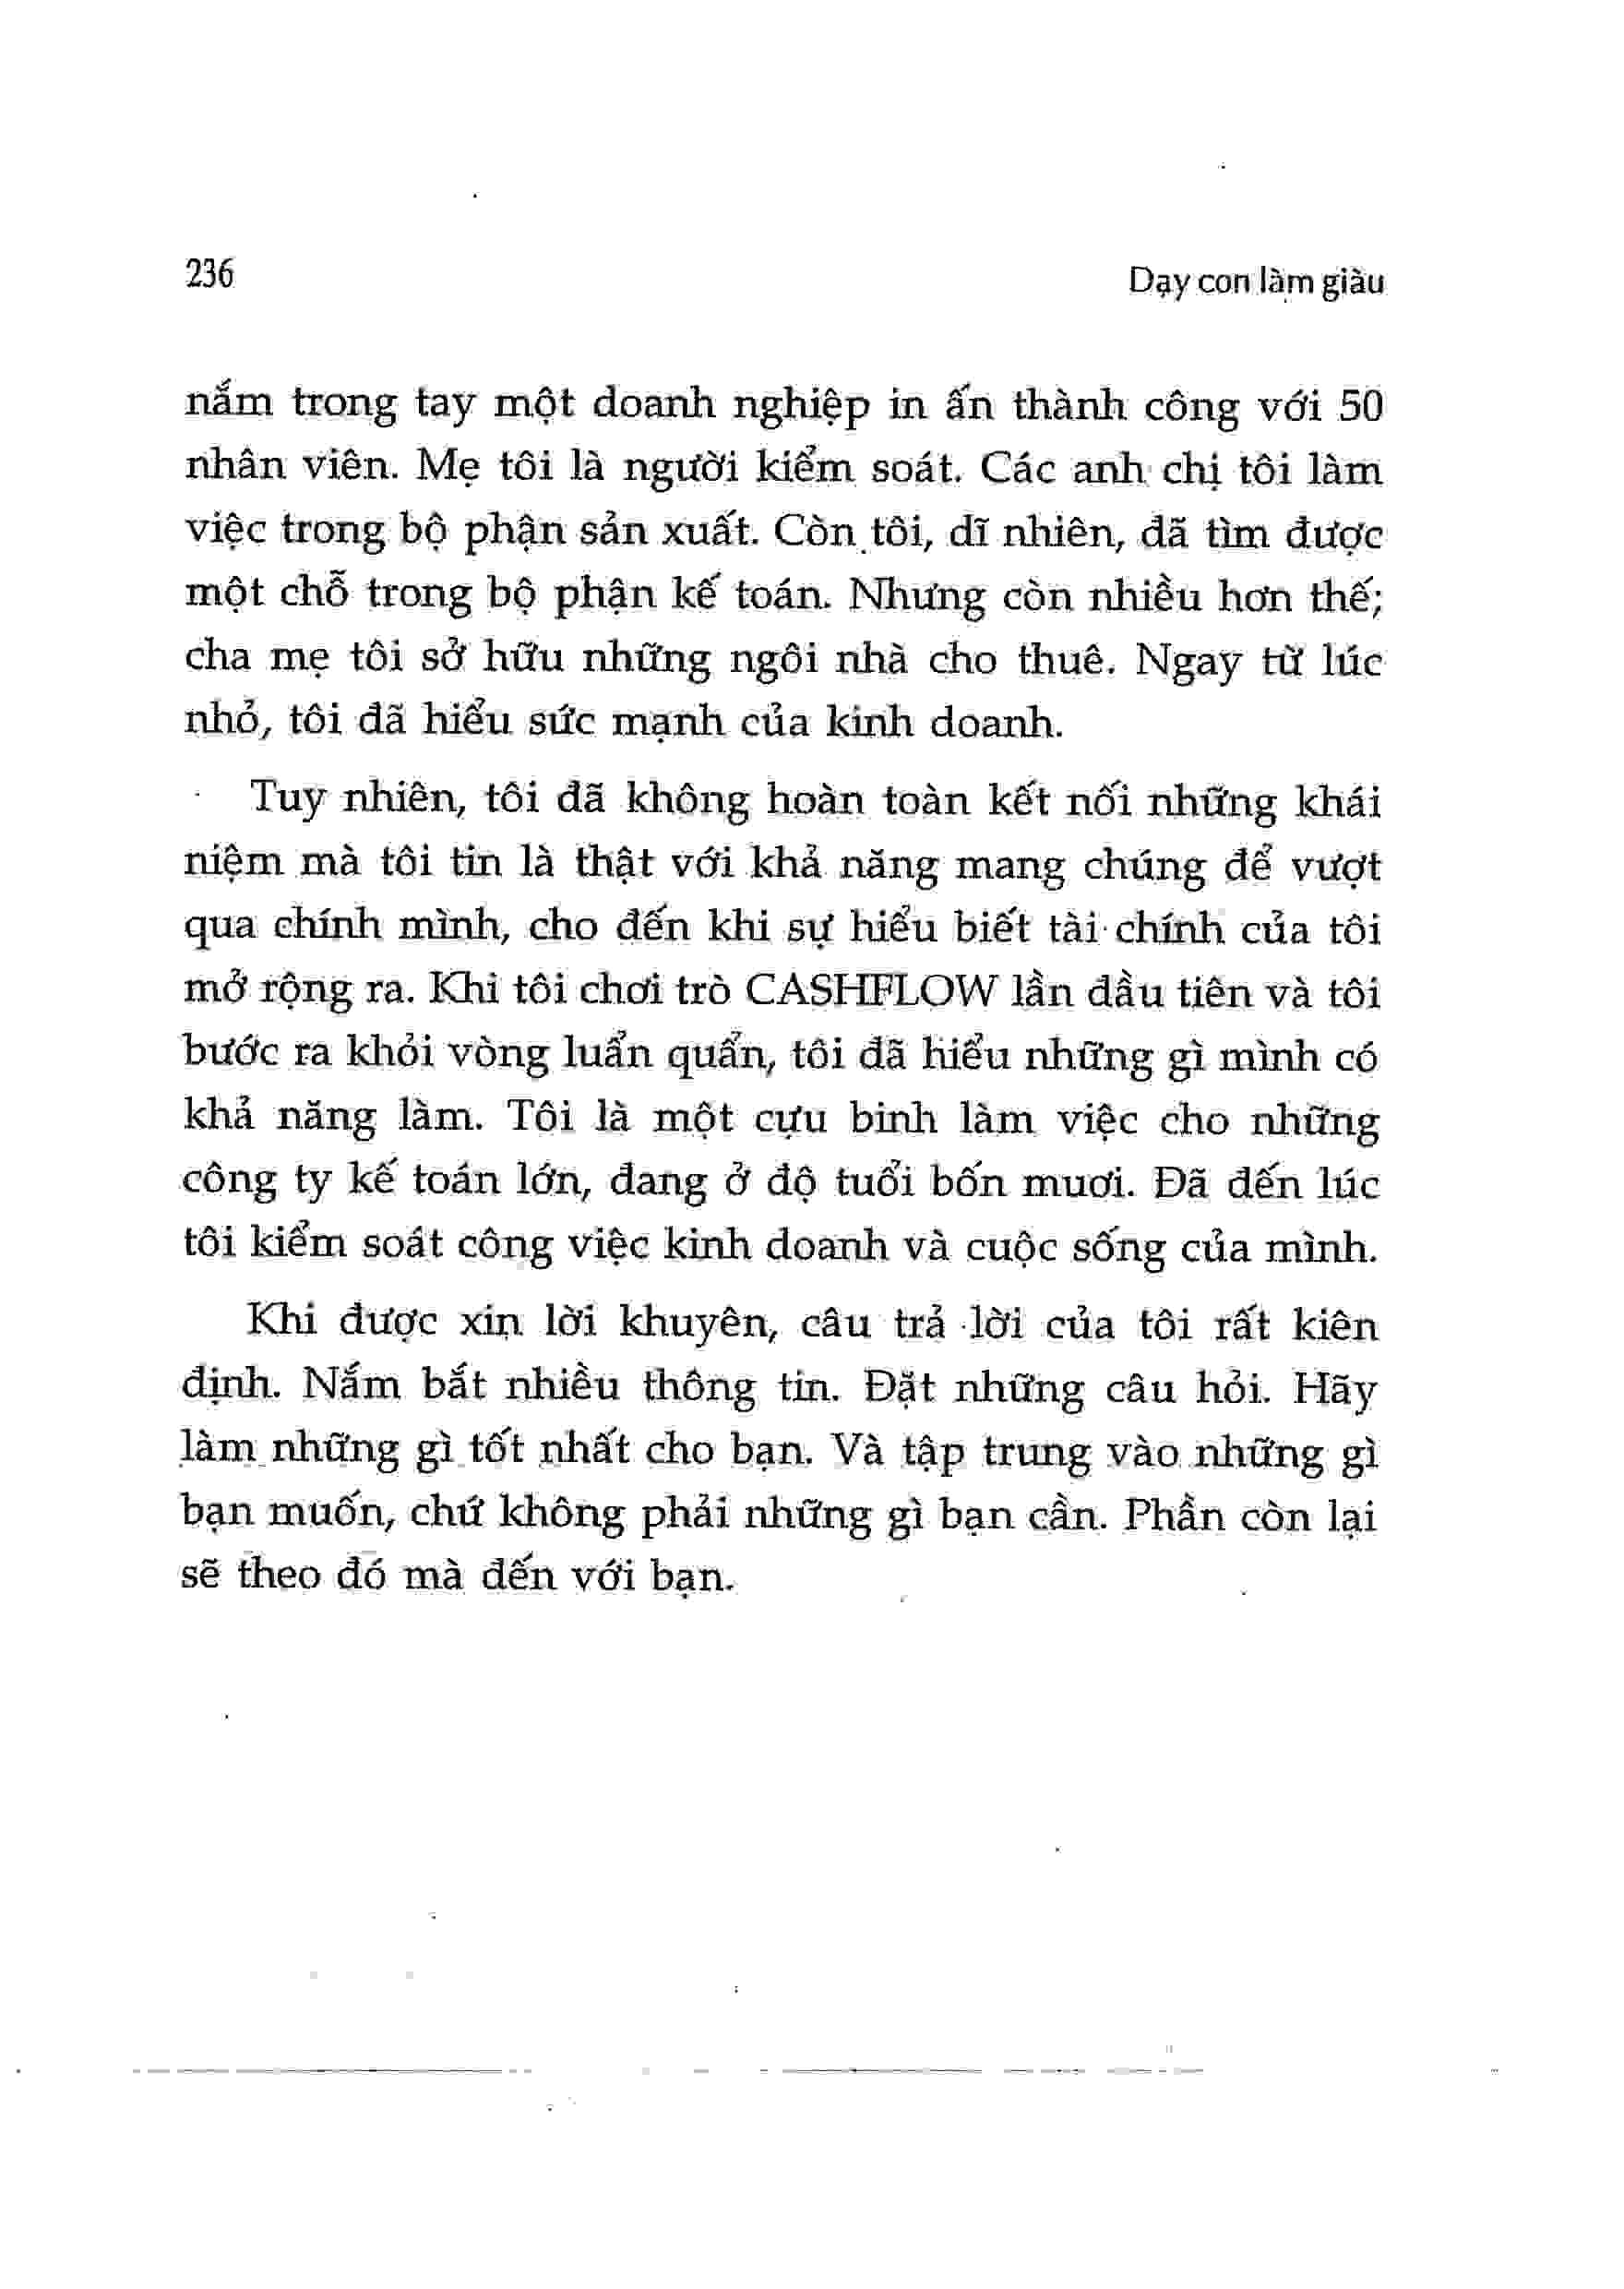 236
Dạy con làm giàu
nắm trong tay một doanh nghiệp in ấn thành công với 50
nhân viên. Mẹ tôi là người kiểm soát. Các anh chị tôi làm
việc trong bộ phận sản xuất. Còn tôi, dĩ nhiên, đã tìm được
một chỗ trong bộ phận kế toán. Nhưng còn nhiều hơn thế;
cha mẹ tôi sở hữu những ngôi nhà cho thuê. Ngay từ lúc
nhỏ, tôi đã hiểu sức mạnh của kinh doanh.
Tuy nhiên, tôi đã không hoàn toàn kết nối những khái
niệm mà tôi tin là thật với khả năng mang chúng để vượt
qua chính mình, cho đến khi sự hiểu biết tài chính của tôi
mở rộng ra. Khi tôi chơi trò CASHFLOW lần đầu tiên và tôi
bước ra khỏi vòng luẩn quẩn, tôi đã hiểu những gì mình có
khả năng làm. Tôi là một cựu binh làm việc cho những
công ty kế toán lớn, đang ở độ tuổi bốn mươi. Đã đến lúc
tôi kiểm soát công việc kinh doanh và cuộc sống của mình.
Khi được xin lời khuyên, câu trả lời của tôi rất kiên
định. Nắm bắt nhiều thông tin. Đặt những câu hỏi. Hãy
làm những gì tốt nhất cho bạn. Và tập trung vào những gì
bạn muốn, chứ không phải những gì bạn cần. Phần còn lại
sẽ theo đó mà đến với bạn.